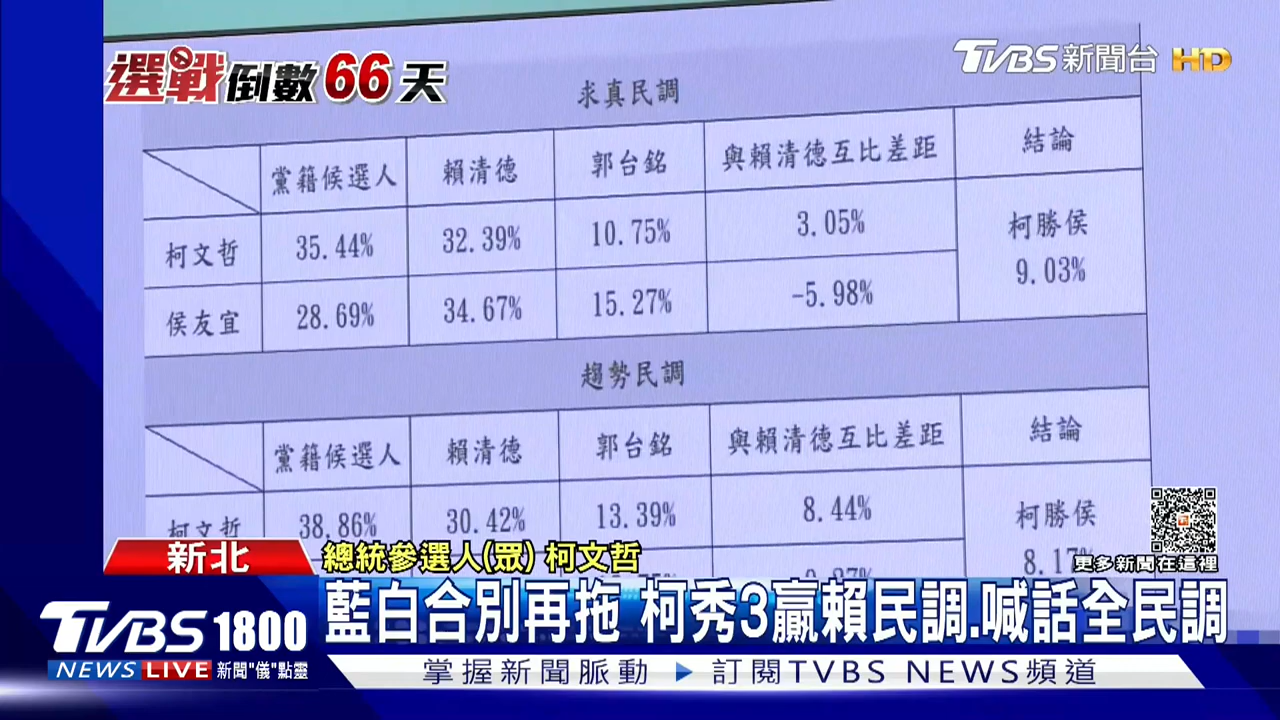 選戰倒數66天
TVBS新聞台 HD
求真民調
黨籍候選人 賴清德 郭台銘 與賴清德互比差距 結論
柯文哲 35.44% 32.39% 10.75% 3.05% 柯勝侯 9.03%
侯友宜 28.69% 34.67% 15.27% -5.98%
趨勢民調
黨籍候選人 賴清德 郭台銘 與賴清德互比差距 結論
柯文哲 38.86% 30.42% 13.39% 8.44% 柯勝侯 8.17%
更多新聞在這裡
新北 總統參選人(眾) 柯文哲
藍白合別再拖 柯秀3贏賴民調.喊話全民調
TVBS 1800
NEWS LIVE 新聞"儀"點靈
掌握新聞脈動 ▶ 訂閱TVBS NEWS頻道